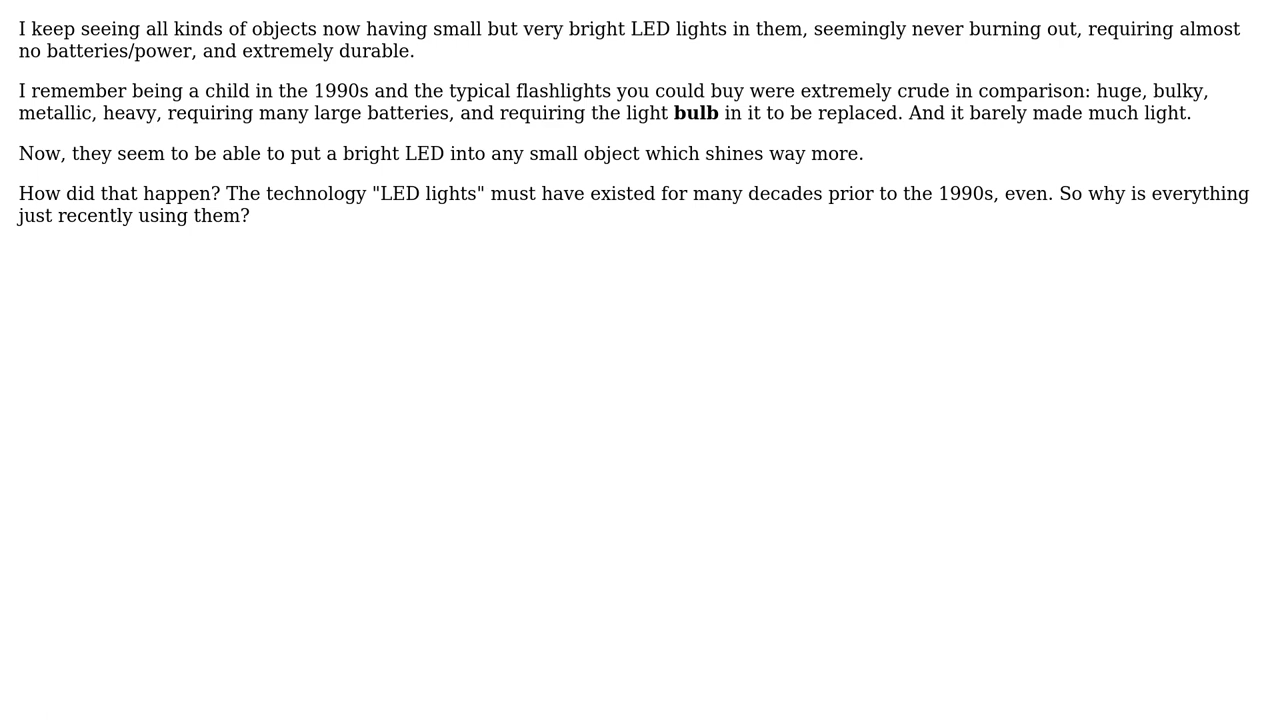 I keep seeing all kinds of objects now having small but very bright LED lights in them, seemingly never burning out, requiring almost
no batteries/power, and extremely durable.
I remember being a child in the 1990s and the typical flashlights you could buy were extremely crude in comparison: huge, bulky,
metallic, heavy, requiring many large batteries, and requiring the light bulb in it to be replaced. And it barely made much light.
Now, they seem to be able to put a bright LED into any small object which shines way more.
How did that happen? The technology "LED lights" must have existed for many decades prior to the 1990s, even. So why is everything
just recently using them?